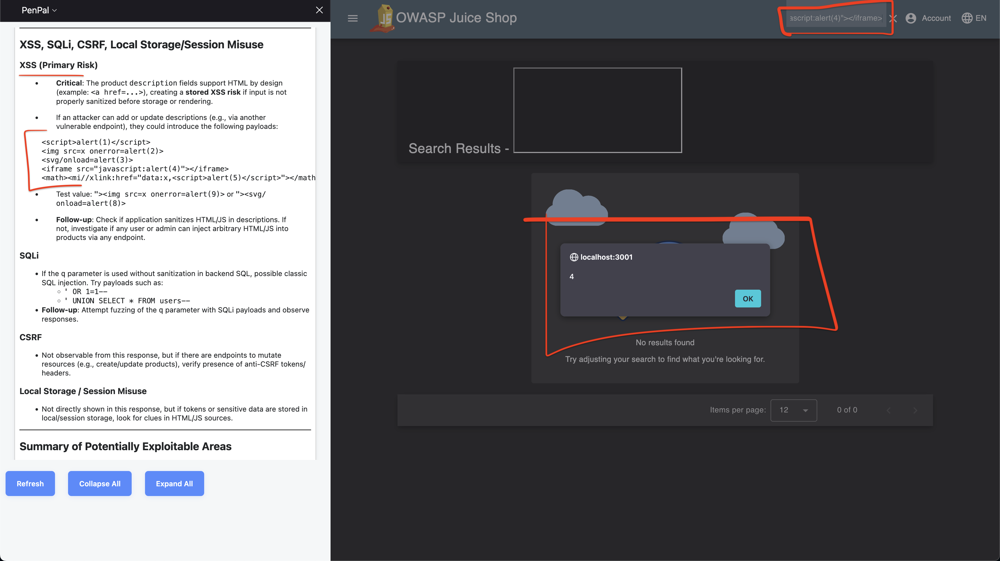 PenPal
XSS, SQLi, CSRF, Local Storage/Session Misuse
XSS (Primary Risk)
• Critical: The product description fields support HTML by design
(example: <a href=...>), creating a stored XSS risk if input is not
properly sanitized before storage or rendering.
• If an attacker can add or update descriptions (e.g., via another
vulnerable endpoint), they could introduce the following payloads:
<script>alert(1)</script>
<img src=x onerror=alert(2)>
<svg/onload=alert(3)>
<iframe src="javascript:alert(4)"></iframe>
<math><mi//xlink:href="data:x,<script>alert(5)</script>"></math
• Test value: "><img src=x onerror=alert(9)> or "><svg/
onload=alert(8)>
• Follow-up: Check if application sanitizes HTML/JS in descriptions. If
not, investigate if any user or admin can inject arbitrary HTML/JS into
products via any endpoint.
SQLi
• If the q parameter is used without sanitization in backend SQL, possible classic
SQL injection. Try payloads such as:
◦ ' OR 1=1--
◦ ' UNION SELECT * FROM users--
• Follow-up: Attempt fuzzing of the q parameter with SQLi payloads and observe
responses.
CSRF
• Not observable from this response, but if there are endpoints to mutate
resources (e.g., create/update products), verify presence of anti-CSRF tokens/
headers.
Local Storage / Session Misuse
• Not directly shown in this response, but if tokens or sensitive data are stored in
local/session storage, look for clues in HTML/JS sources.
Summary of Potentially Exploitable Areas
Refresh
Collapse All
Expand All
JS
OWASP Juice Shop
ascript:alert(4)"></iframe>
Account
EN
Search Results -
localhost:3001
4
OK
No results found
Try adjusting your search to find what you're looking for.
Items per page:
12
0 of 0